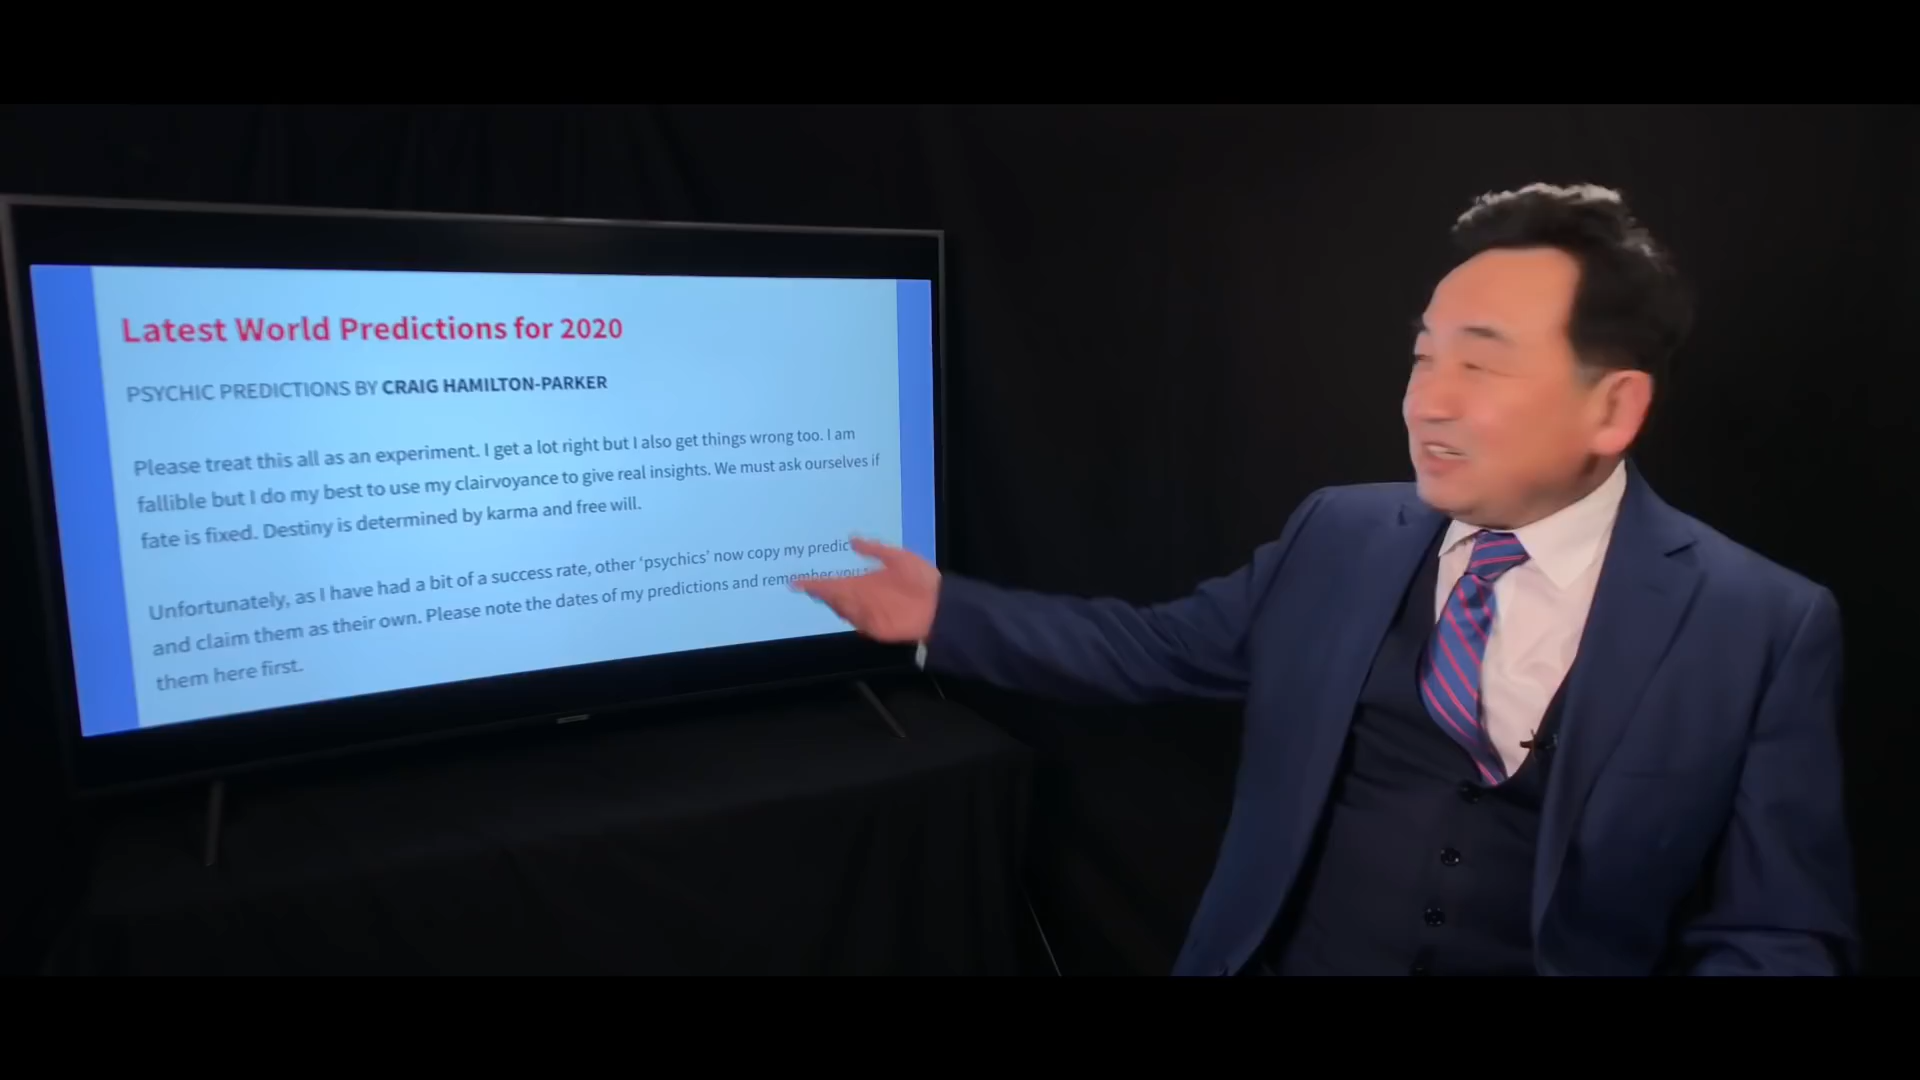 Latest World Predictions for 2020
PSYCHIC PREDICTIONS BY CRAIG HAMILTON-PARKER
Please treat this all as an experiment. I get a lot right but I also get things wrong too. I am
fallible but I do my best to use my clairvoyance to give real insights. We must ask ourselves if
fate is fixed. Destiny is determined by karma and free will.
Unfortunately, as I have had a bit of a success rate, other ‘psychics’ now copy my
and claim them as their own. Please note the dates of my predictions and remember you
them here first.